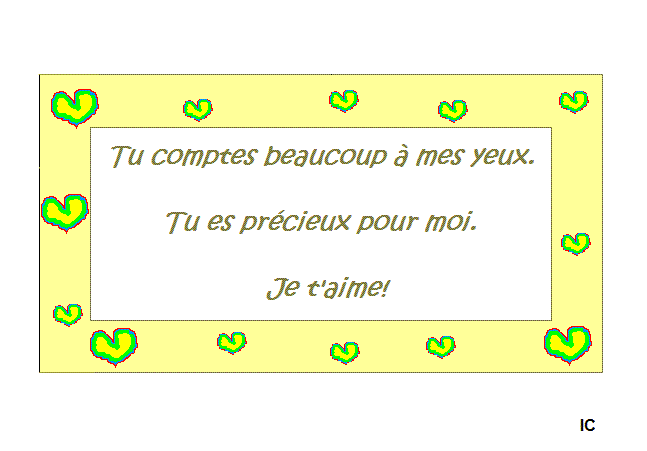 Tu comptes beaucoup à mes yeux.
Tu es précieux pour moi.
Je t'aime!
IC